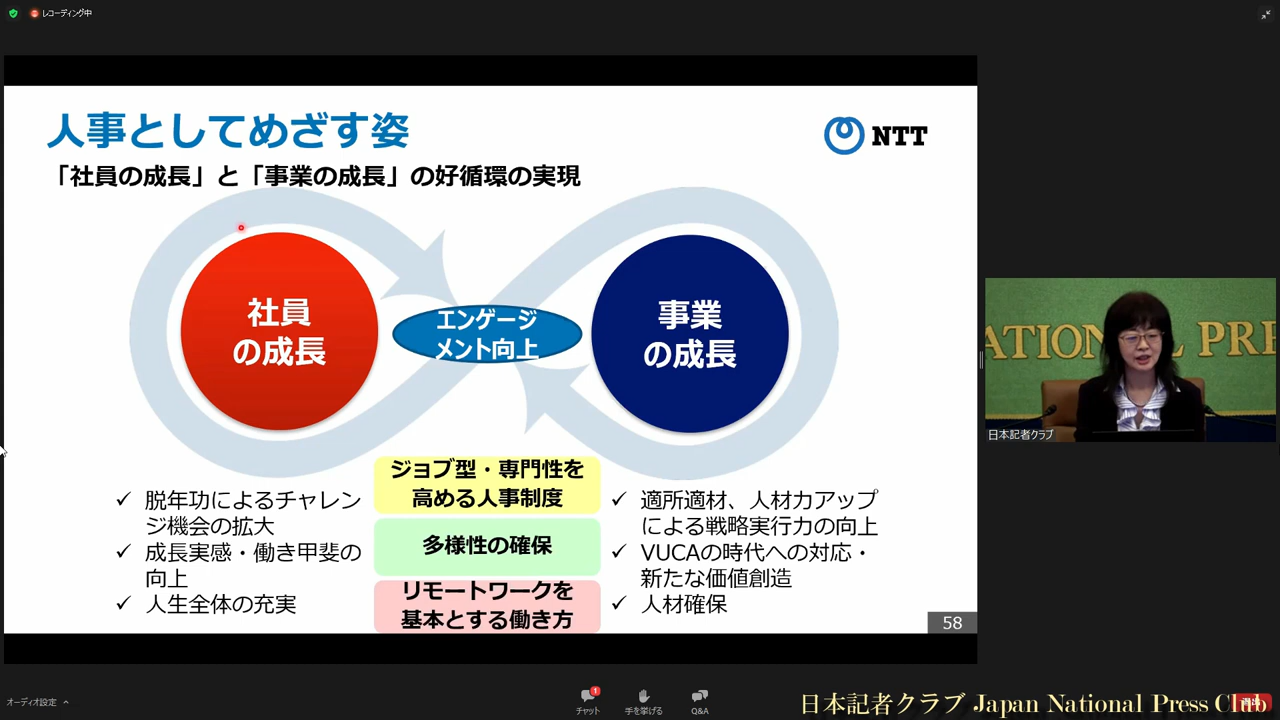 レコーディング中
人事としてめざす姿
NTT
「社員の成長」と「事業の成長」の好循環の実現
社員
の成長
エンゲージ
メント向上
事業
の成長
ジョブ型・専門性を
高める人事制度
多様性の確保
リモートワークを
基本とする働き方
✓ 脱年功によるチャレン
ジ機会の拡大
✓ 成長実感・働き甲斐の
向上
✓ 人生全体の充実
✓ 適所適材、人材力アップ
による戦略実行力の向上
✓ VUCAの時代への対応・
新たな価値創造
✓ 人材確保
58
ATIONAL PRE
日本記者クラブ
オーディオ設定
1
チャット
手を挙げる
Q&A
日本記者クラブ Japan National Press Club